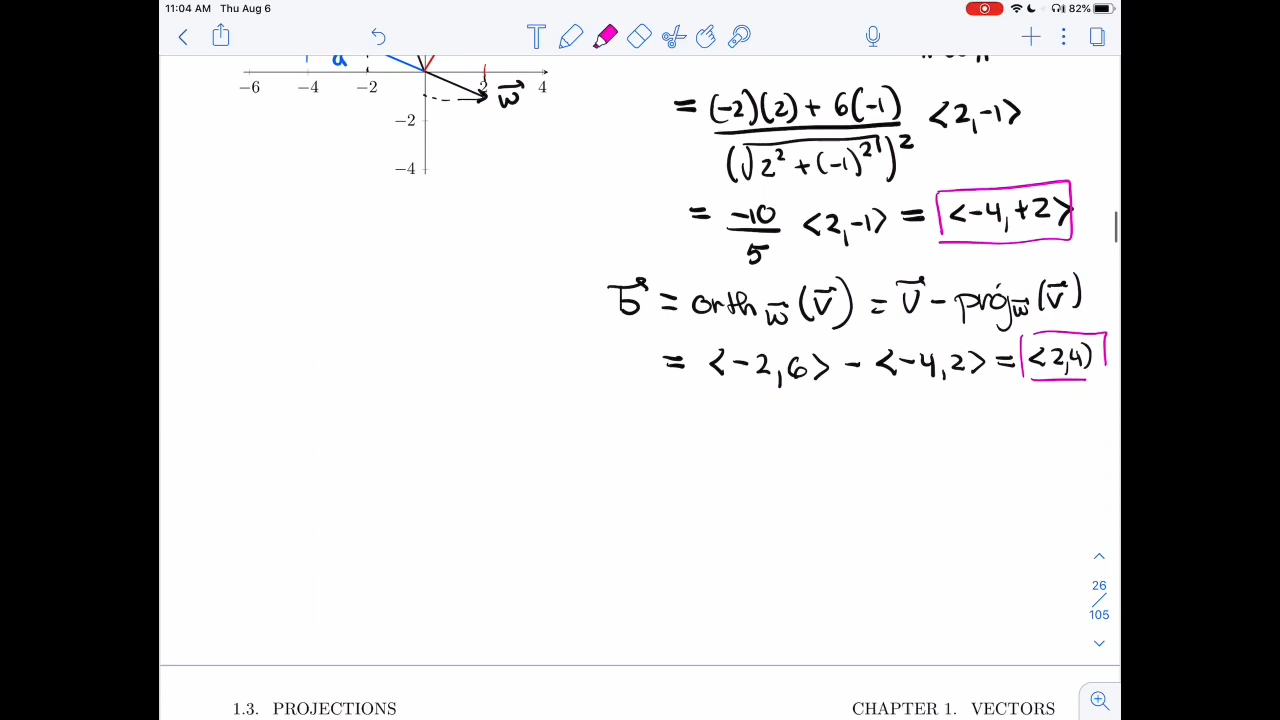 11:04 AM Thu Aug 6 82%
a
-6 -4 -2 2 4
w⃗
-2
-4
= (-2)(2) + 6(-1) / (√2² + (-1)²)² <2,-1>
= -10/5 <2,-1> = <-4,+2>
b⃗ = orth w⃗ (v⃗) = v⃗ - proj w⃗ (v⃗)
= <-2,6> - <-4,2> = <2,4)
26
105
1.3. PROJECTIONS CHAPTER 1. VECTORS